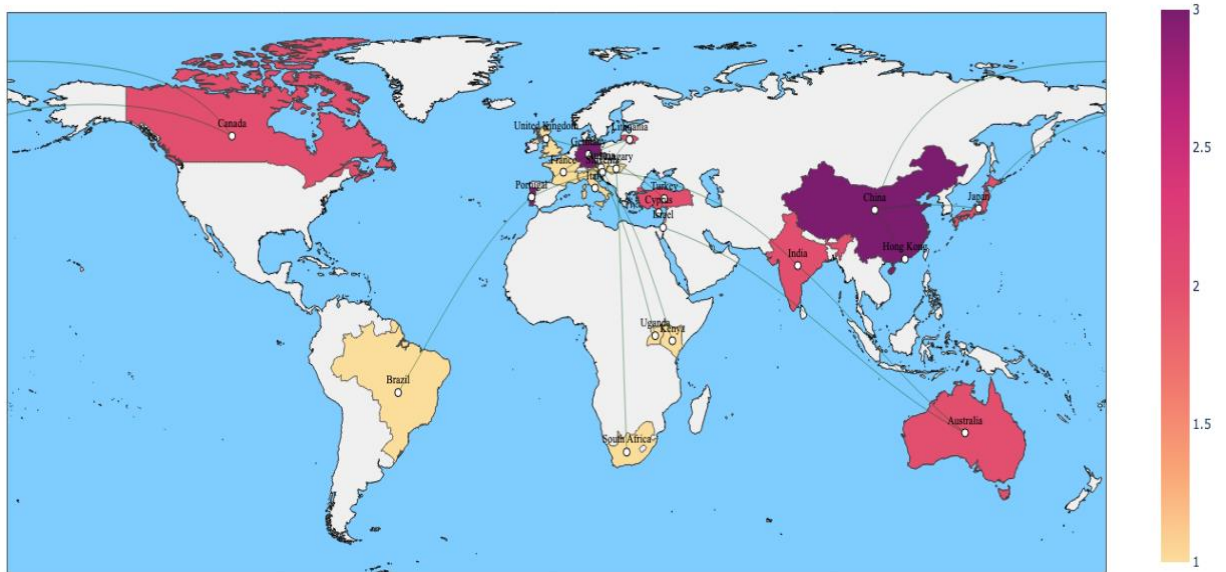 3
2.5
2
1.5
1
Canada
United Kingdom
Lithuania
France
Hungary
Portugal
Turkey
Cyprus
China
Japan
Hong Kong
India
Uganda
Kenya
Brazil
South Africa
Australia